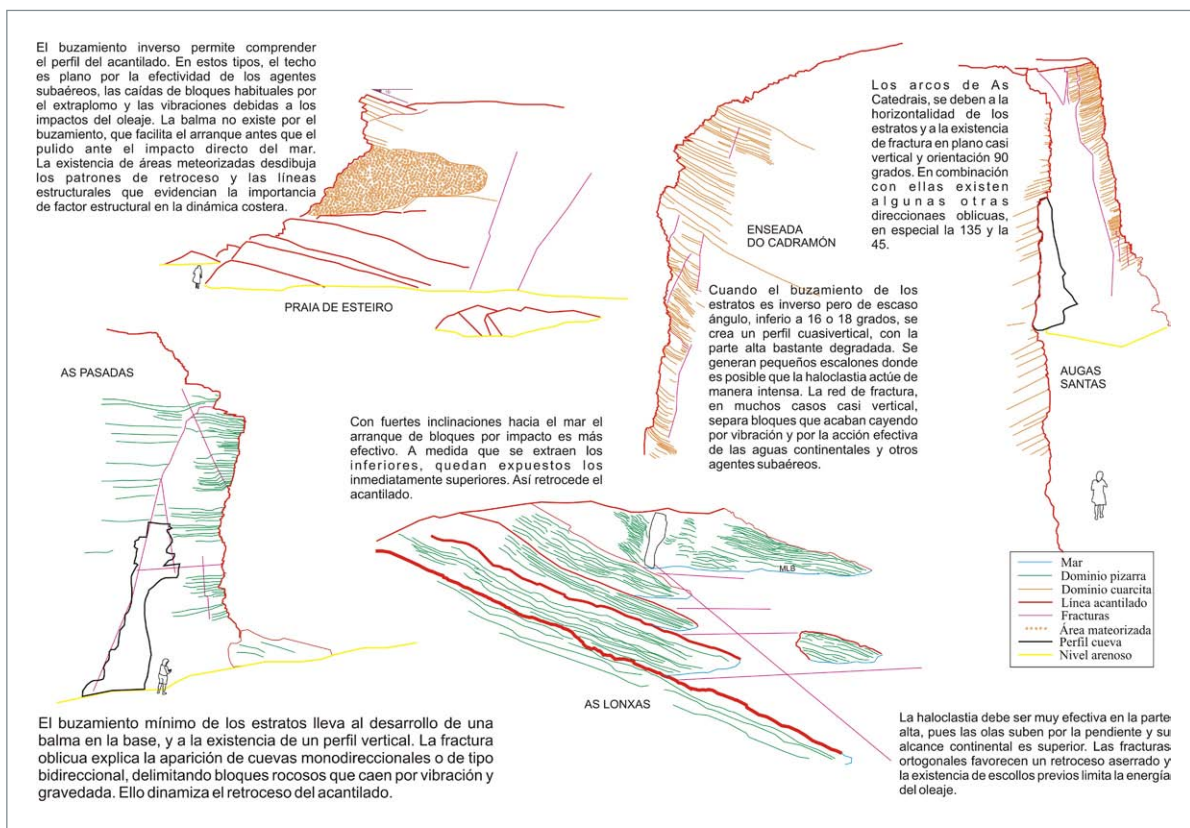 El buzamiento inverso permite comprender
el perfil del acantilado. En estos tipos, el techo
es plano por la efectividad de los agentes
subaéreos, las caídas de bloques habituales por
el extraplomo y las vibraciones debidas a los
impactos del oleaje. La balma no existe por el
buzamiento, que facilita el arranque antes que el
pulido ante el impacto directo del mar.
La existencia de áreas meteorizadas desdibuja
los patrones de retroceso y las líneas
estructurales que evidencian la importancia
de factor estructural en la dinámica costera.
PRAIA DE ESTEIRO
ENSEADA
DO CADRAMÓN
Los arcos de As
Catedrais, se deben a la
horizontalidad de los
estratos y a la existencia
de fractura en plano casi
vertical y orientación 90
grados. En combinación
con ellas existen
algunas otras
direccionaes oblicuas,
en especial la 135 y la
45.
Cuando el buzamiento de los
estratos es inverso pero de escaso
ángulo, inferio a 16 o 18 grados, se
crea un perfil cuasivertical, con la
parte alta bastante degradada. Se
generan pequeños escalones donde
es posible que la haloclastia actúe de
manera intensa. La red de fractura,
en muchos casos casi vertical,
separa bloques que acaban cayendo
por vibración y por la acción efectiva
de las aguas continentales y otros
agentes subaéreos.
AUGAS
SANTAS
AS PASADAS
Con fuertes inclinaciones hacia el mar el
arranque de bloques por impacto es más
efectivo. A medida que se extraen los
inferiores, quedan expuestos los
inmediatamente superiores. Así retrocede el
acantilado.
MLB
AS LONXAS
Mar
Dominio pizarra
Dominio cuarcita
Línea acantilado
Fracturas
Área mateorizada
Perfil cueva
Nivel arenoso
El buzamiento mínimo de los estratos lleva al desarrollo de una
balma en la base, y a la existencia de un perfil vertical. La fractura
oblicua explica la aparición de cuevas monodireccionales o de tipo
bidireccional, delimitando bloques rocosos que caen por vibración y
gravedada. Ello dinamiza el retroceso del acantilado.
La haloclastia debe ser muy efectiva en la parte
alta, pues las olas suben por la pendiente y su
alcance continental es superior. Las fracturas
ortogonales favorecen un retroceso aserrado y
la existencia de escollos previos limita la energía
del oleaje.